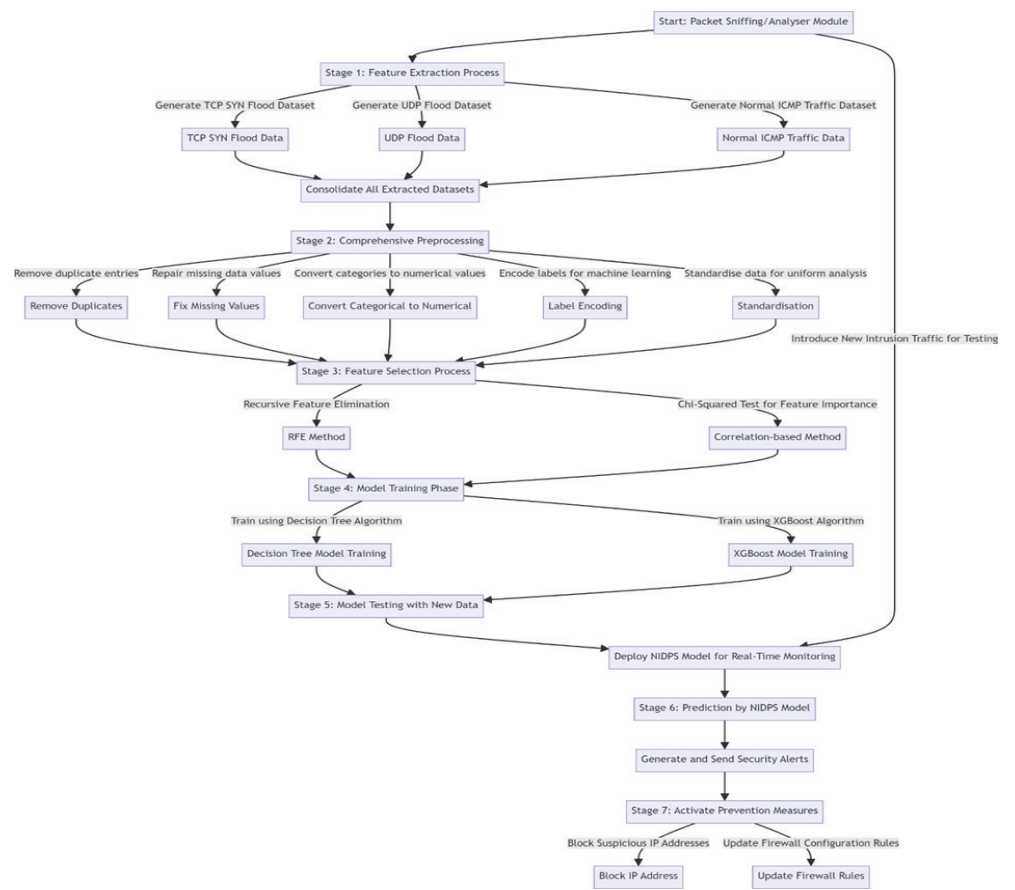 Start: Packet Sniffing/Analyser Module
Stage 1: Feature Extraction Process
Generate TCP SYN Flood Dataset
Generate UDP Flood Dataset
Generate Normal ICMP Traffic Dataset
TCP SYN Flood Data
UDP Flood Data
Normal ICMP Traffic Data
Consolidate All Extracted Datasets
Stage 2: Comprehensive Preprocessing
Remove duplicate entries
Repair missing data values
Convert categories to numerical values
Encode labels for machine learning
Standardise data for uniform analysis
Remove Duplicates
Fix Missing Values
Convert Categorical to Numerical
Label Encoding
Standardisation
Introduce New Intrusion Traffic for Testing
Stage 3: Feature Selection Process
Recursive Feature Elimination
Chi-Squared Test for Feature Importance
RFE Method
Correlation-based Method
Stage 4: Model Training Phase
Train using Decision Tree Algorithm
Train using XGBoost Algorithm
Decision Tree Model Training
XGBoost Model Training
Stage 5: Model Testing with New Data
Deploy NIDPS Model for Real-Time Monitoring
Stage 6: Prediction by NIDPS Model
Generate and Send Security Alerts
Stage 7: Activate Prevention Measures
Block Suspicious IP Addresses
Update Firewall Configuration Rules
Block IP Address
Update Firewall Rules